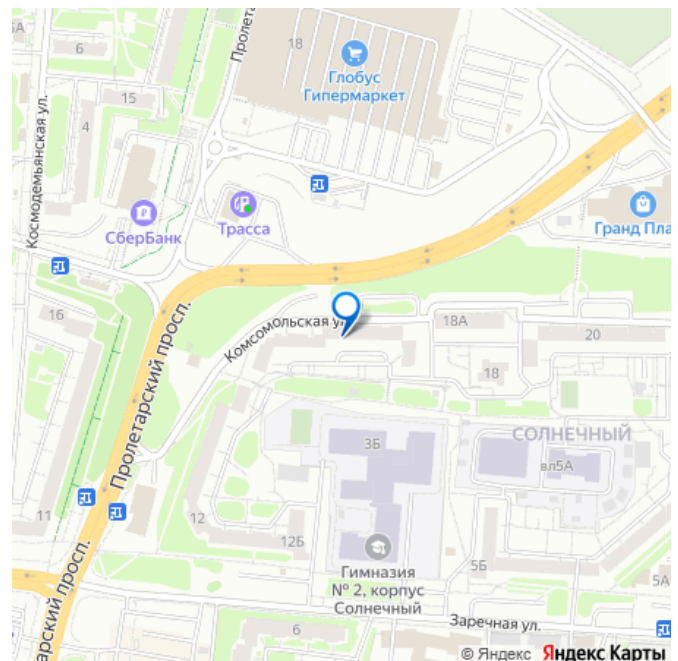 5А
6
Пролета
18
Глобус
Гипермаркет
15
4
Космодемьянская ул.
СберБанк
Трасса
Гранд Пла
16
Пролетарский просп.
Комсомольская ул
18А
20
18
СОЛНЕЧНЫЙ
3Б
вл5А
11
12
12Б
5Б
Гимназия
№ 2, корпус
Солнечный
5А
арский просп.
6
Заречная ул.
© Яндекс Яндекс Карты